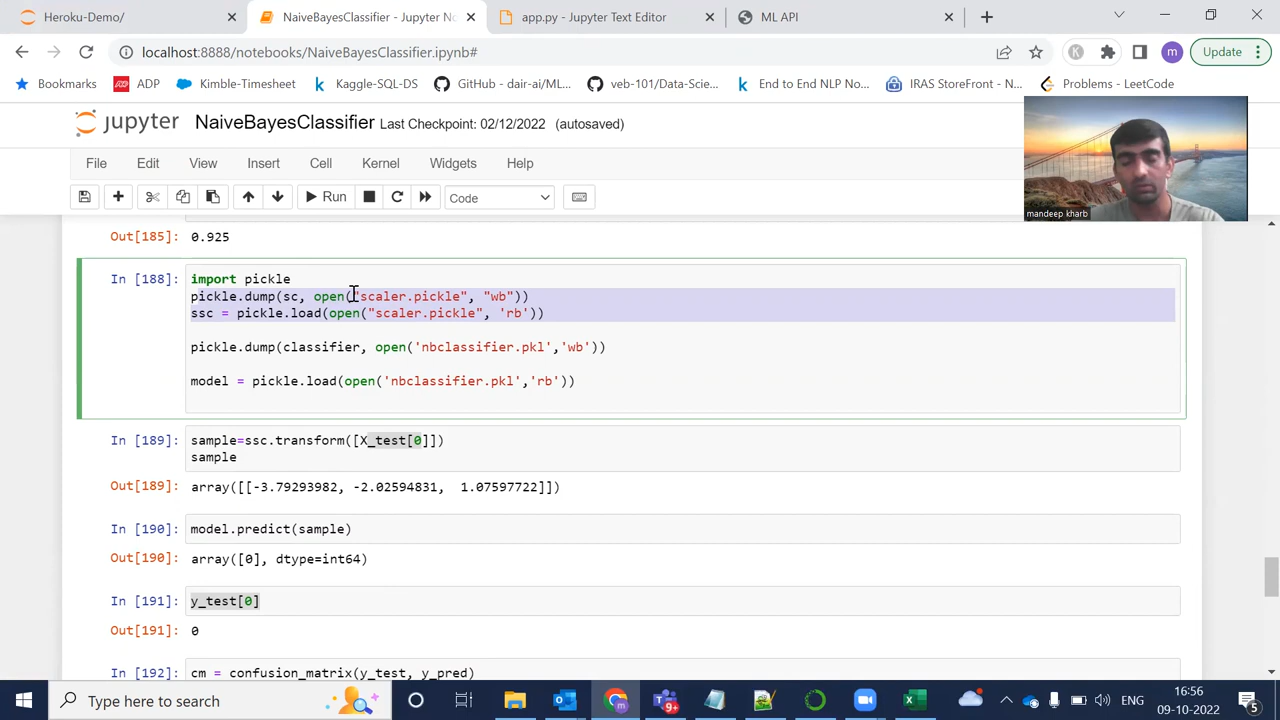 Heroku-Demo/
NaiveBayesClassifier - Jupyter No
app.py - Jupyter Text Editor
ML API
localhost:8888/notebooks/NaiveBayesClassifier.ipynb#
K
m
Update
Bookmarks
ADP
Kimble-Timesheet
Kaggle-SQL-DS
GitHub - dair-ai/ML...
veb-101/Data-Scie...
End to End NLP No...
IRAS StoreFront - N...
Problems - LeetCode
jupyter NaiveBayesClassifier Last Checkpoint: 02/12/2022 (autosaved)
File Edit View Insert Cell Kernel Widgets Help
Run
Code
mandeep kharb
Out[185]: 0.925
In [188]: import pickle
pickle.dump(sc, open("scaler.pickle", "wb"))
ssc = pickle.load(open("scaler.pickle", 'rb'))
pickle.dump(classifier, open('nbclassifier.pkl','wb'))
model = pickle.load(open('nbclassifier.pkl','rb'))
In [189]: sample=ssc.transform([X_test[0]])
sample
Out[189]: array([[-3.79293982, -2.02594831, 1.07597722]])
In [190]: model.predict(sample)
Out[190]: array([0], dtype=int64)
In [191]: y_test[0]
Out[191]: 0
In [192]: cm = confusion_matrix(y_test, y_pred)
Type here to search
9+
ENG
16:56
09-10-2022
5